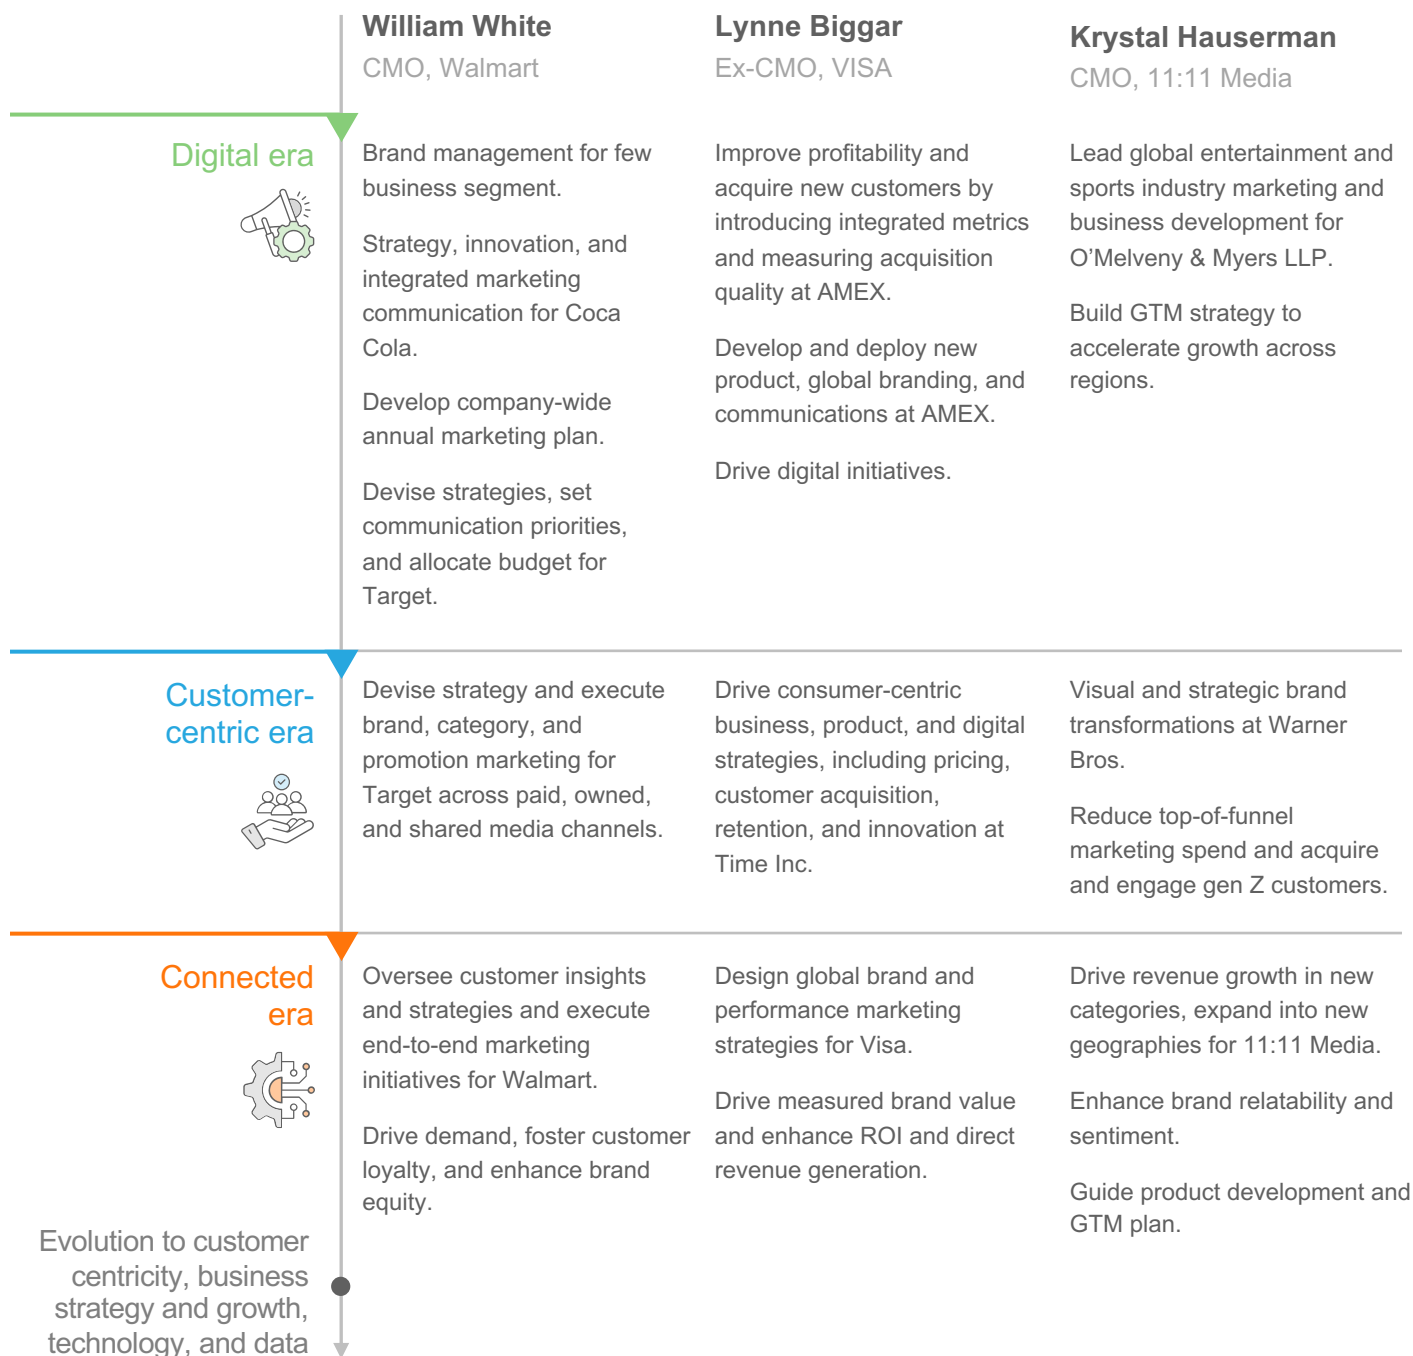 William White
CMO, Walmart
Lynne Biggar
Ex-CMO, VISA
Krystal Hauserman
CMO, 11:11 Media
Digital era
Brand management for few
business segment.
Strategy, innovation, and
integrated marketing
communication for Coca
Cola.
Develop company-wide
annual marketing plan.
Devise strategies, set
communication priorities,
and allocate budget for
Target.
Improve profitability and
acquire new customers by
introducing integrated metrics
and measuring acquisition
quality at AMEX.
Develop and deploy new
product, global branding, and
communications at AMEX.
Drive digital initiatives.
Lead global entertainment and
sports industry marketing and
business development for
O’Melveny & Myers LLP.
Build GTM strategy to
accelerate growth across
regions.
Customer-
centric era
Devise strategy and execute
brand, category, and
promotion marketing for
Target across paid, owned,
and shared media channels.
Drive consumer-centric
business, product, and digital
strategies, including pricing,
customer acquisition,
retention, and innovation at
Time Inc.
Visual and strategic brand
transformations at Warner
Bros.
Reduce top-of-funnel
marketing spend and acquire
and engage gen Z customers.
Connected
era
Oversee customer insights
and strategies and execute
end-to-end marketing
initiatives for Walmart.
Drive demand, foster customer
loyalty, and enhance brand
equity.
Design global brand and
performance marketing
strategies for Visa.
Drive measured brand value
and enhance ROI and direct
revenue generation.
Drive revenue growth in new
categories, expand into new
geographies for 11:11 Media.
Enhance brand relatability and
sentiment.
Guide product development and
GTM plan.
Evolution to customer
centricity, business
strategy and growth,
technology, and data